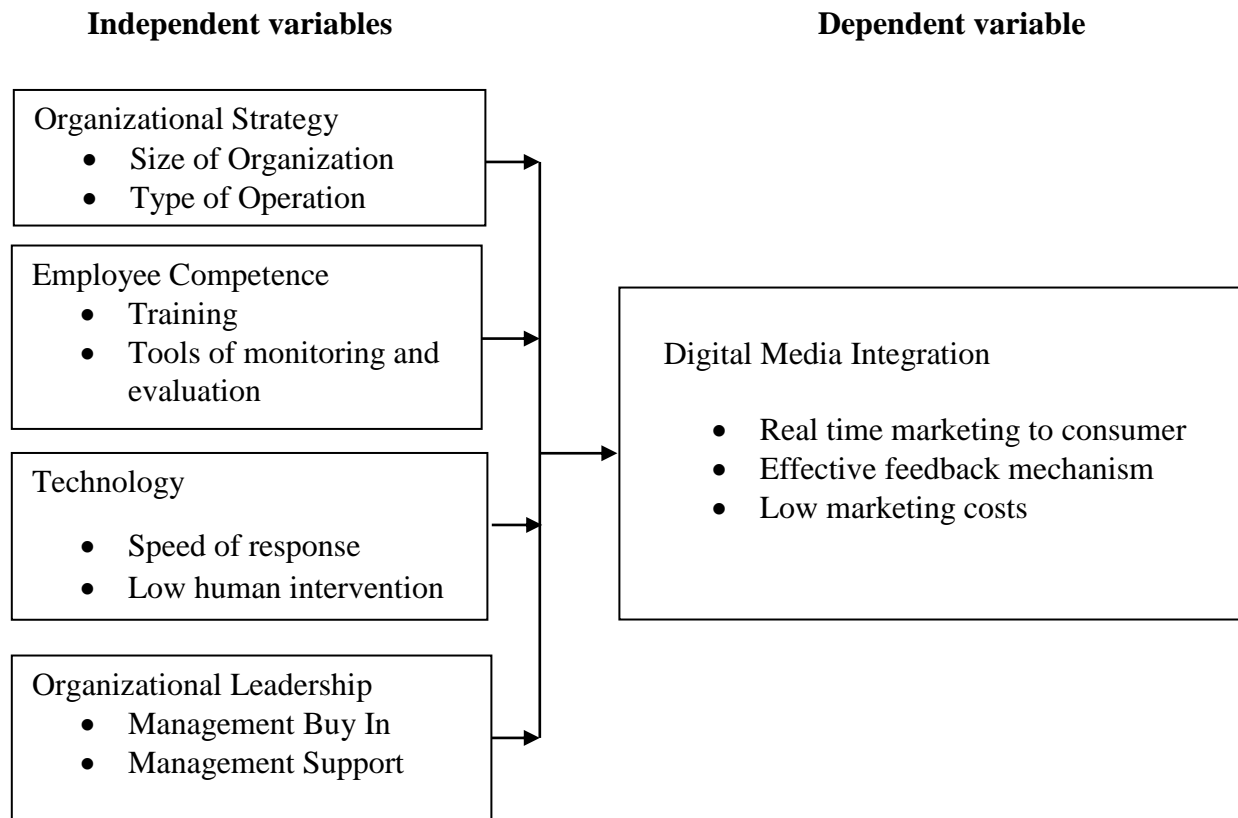 Independent variables
Dependent variable
Organizational Strategy
• Size of Organization
• Type of Operation
Employee Competence
• Training
• Tools of monitoring and
evaluation
Technology
• Speed of response
• Low human intervention
Organizational Leadership
• Management Buy In
• Management Support
Digital Media Integration
• Real time marketing to consumer
• Effective feedback mechanism
• Low marketing costs